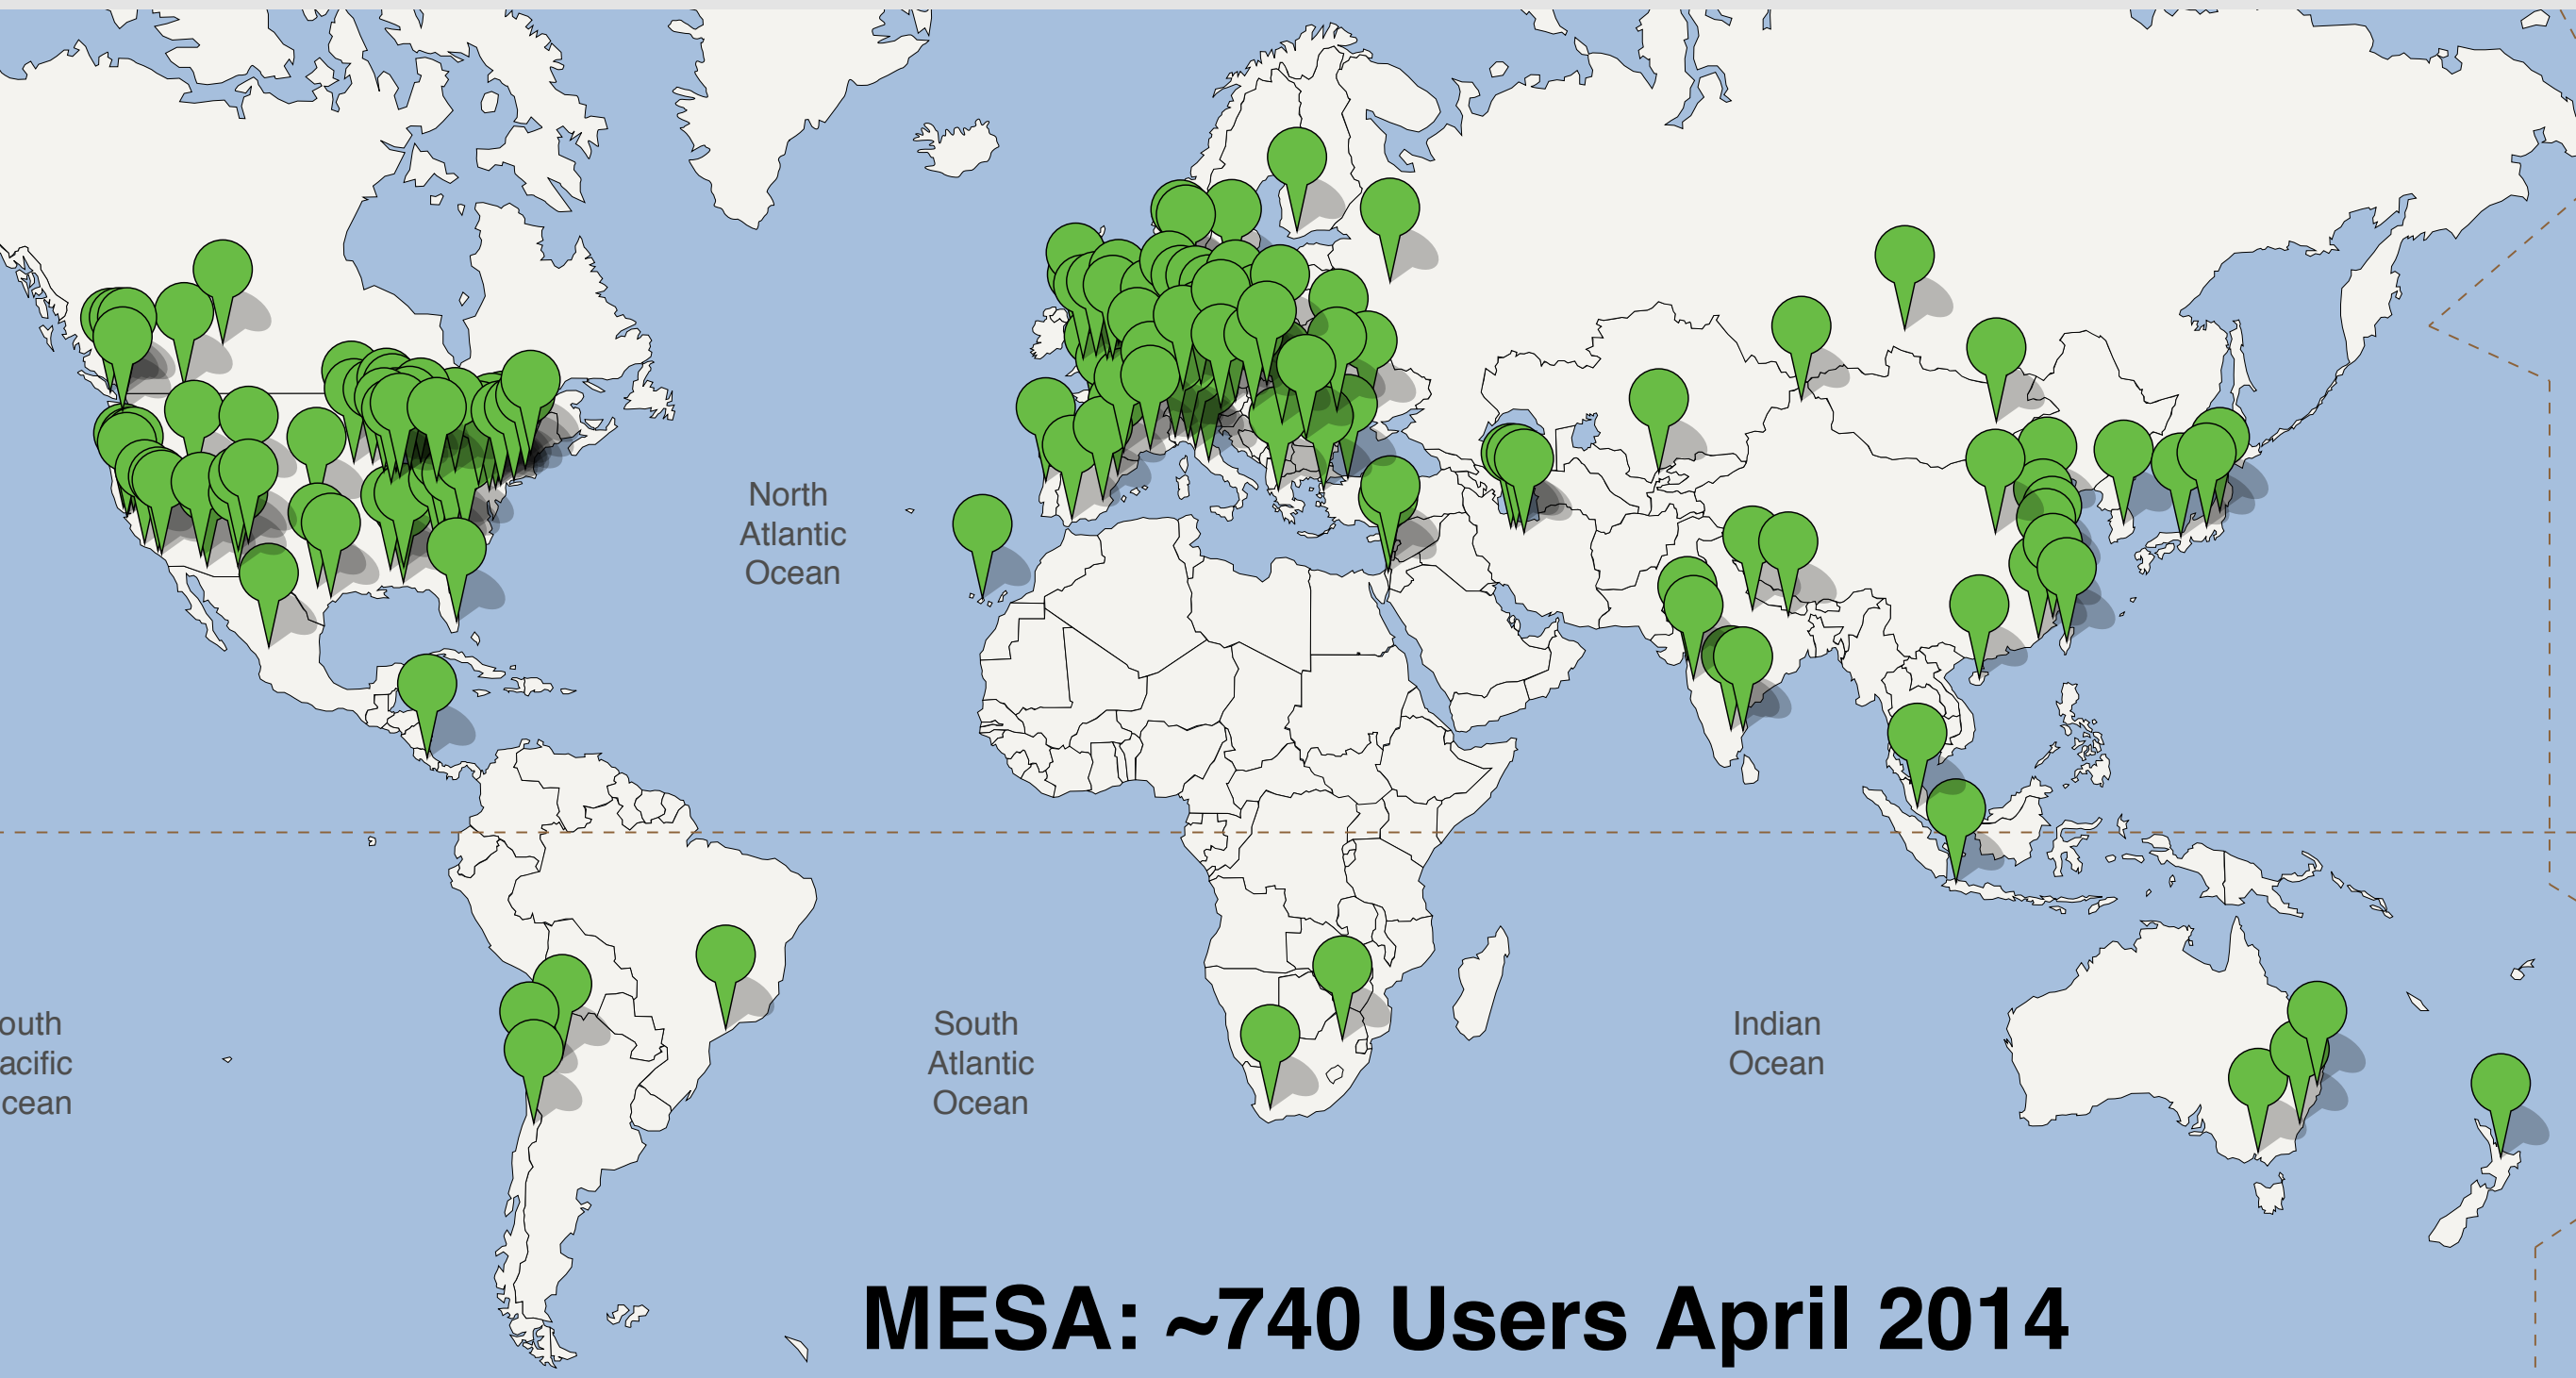 North
Atlantic
Ocean
outh
acific
cean
South
Atlantic
Ocean
Indian
Ocean
MESA: ~740 Users April 2014